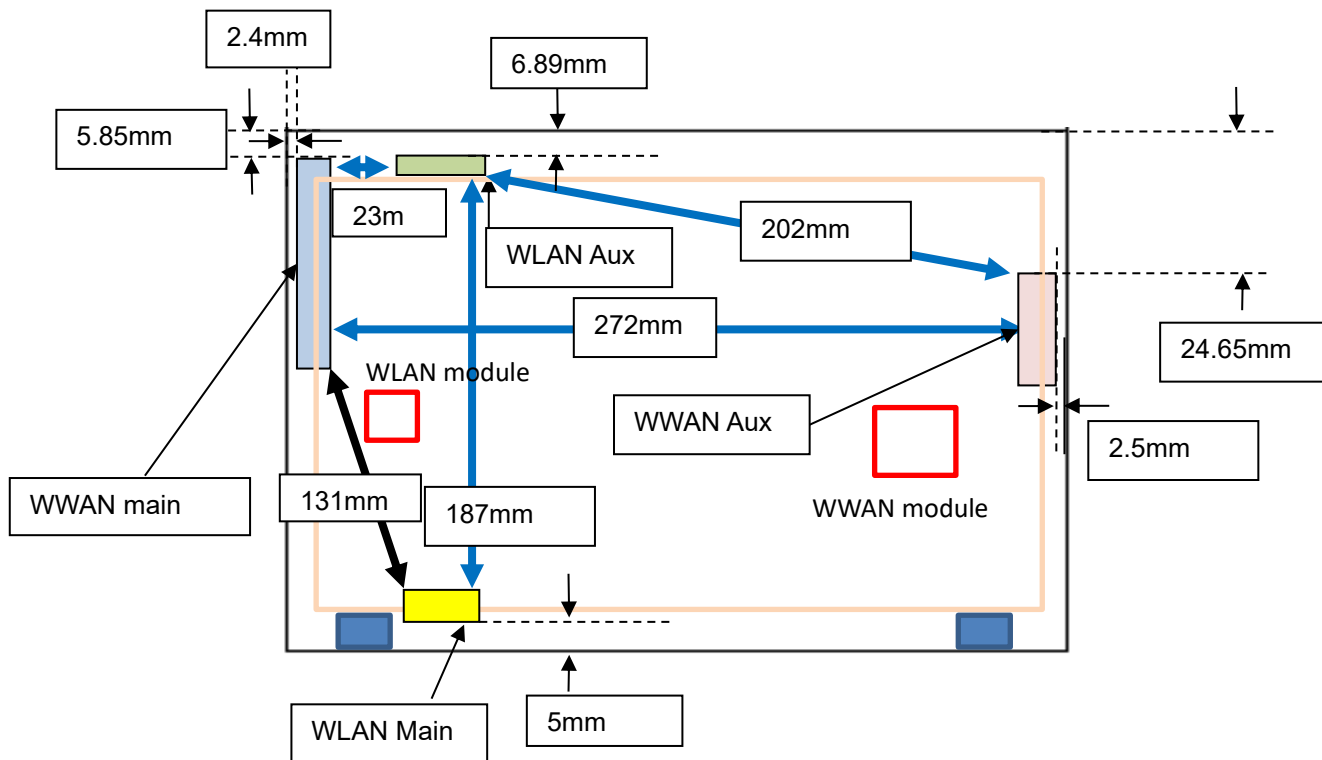 2.4mm
6.89mm
5.85mm
23m
WLAN Aux
202mm
272mm
24.65mm
WLAN module
WWAN Aux
2.5mm
WWAN main
131mm
187mm
WWAN module
WLAN Main
5mm